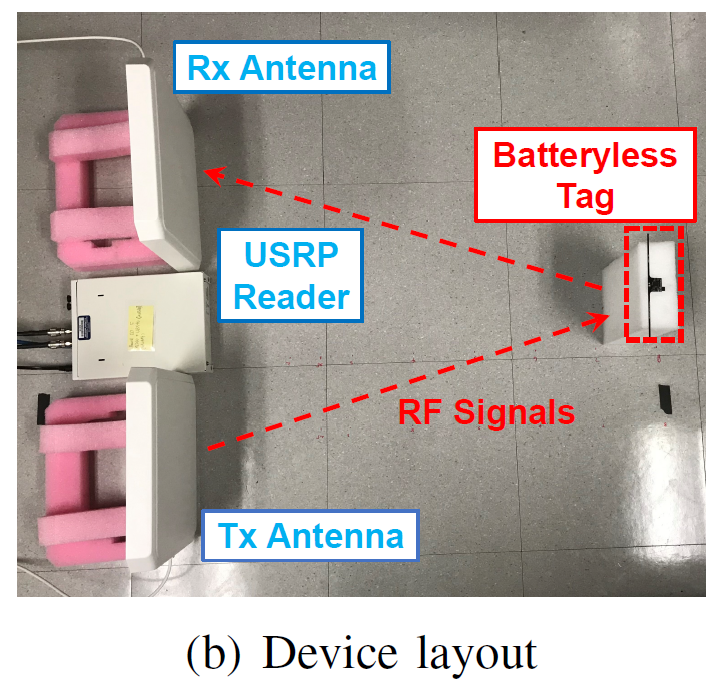 Rx Antenna
Batteryless
Tag
USRP
Reader
RF Signals
Tx Antenna
(b) Device layout